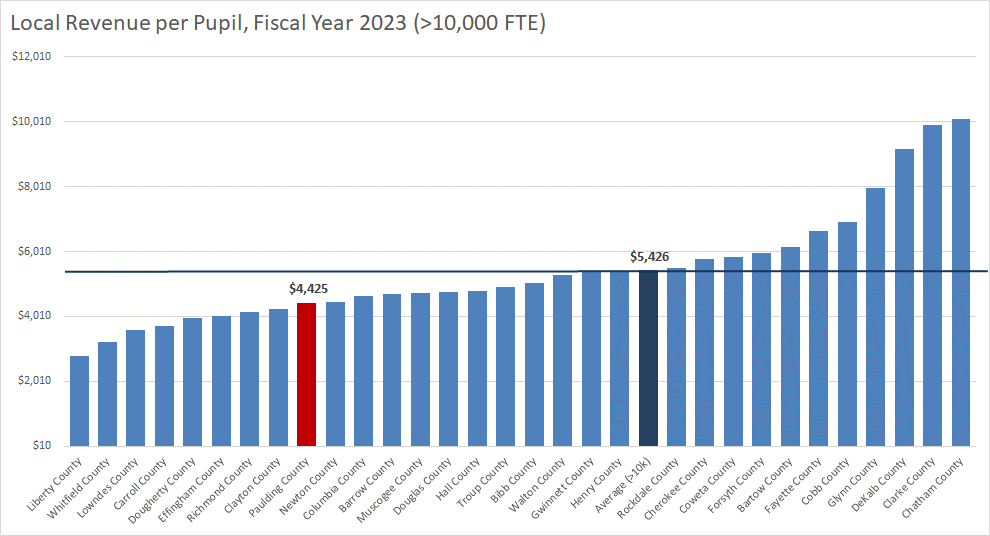 Local Revenue per Pupil, Fiscal Year 2023 (>10,000 FTE)
$12,010
$10,010
$8,010
$6,010
$4,010
$2,010
$10
$4,425
$5,426
Liberty County
Whitfield County
Lowndes County
Carroll County
Dougherty County
Effingham County
Richmond County
Clayton County
Paulding County
Newton County
Columbia County
Barrow County
Muscogee County
Douglas County
Hall County
Troup County
Bibb County
Walton County
Gwinnett County
Henry County
Average (>10k)
Rockdale County
Cherokee County
Coweta County
Forsyth County
Bartow County
Fayette County
Cobb County
Glynn County
DeKalb County
Clarke County
Chatham County